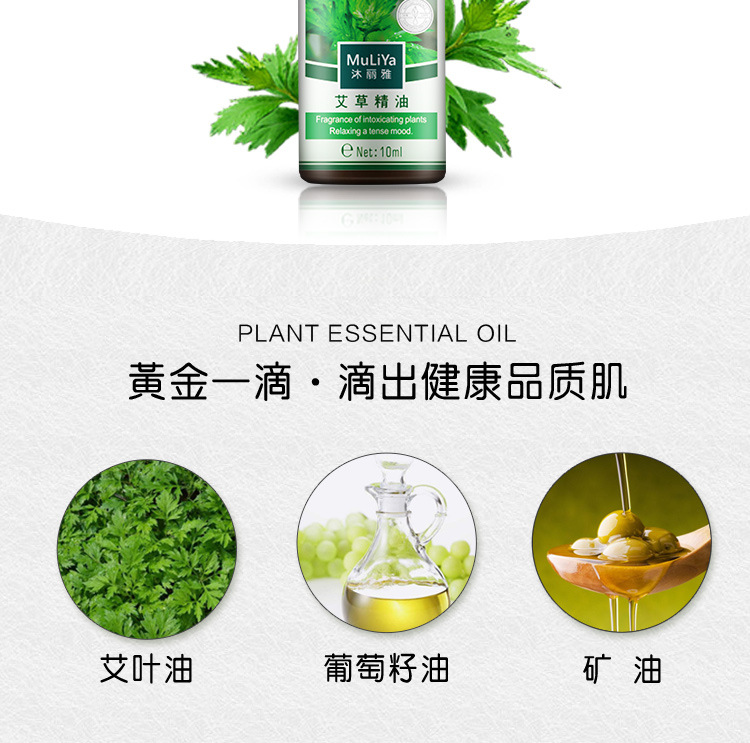 MuLiYa
沐丽雅
艾草精油
Fragrance of intoxicating plants
Relaxing a tense mood.
℮ Net:10ml
PLANT ESSENTIAL OIL
黃金一滴·滴出健康品质肌
艾叶油 葡萄籽油 矿 油